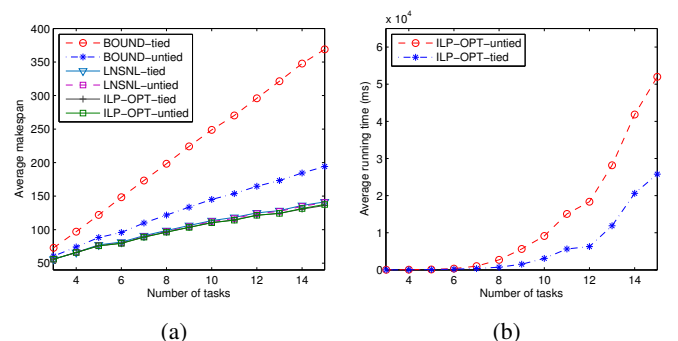 400
350
300
250
200
150
100
50
4
6
8
10
12
14
Average makespan
Number of tasks
BOUND−tied
BOUND−untied
LNSNL−tied
LNSNL−untied
ILP−OPT−tied
ILP−OPT−untied
(a)
x 10^4
6
5
4
3
2
1
0
4
6
8
10
12
14
Average running time (ms)
Number of tasks
ILP−OPT−untied
ILP−OPT−tied
(b)